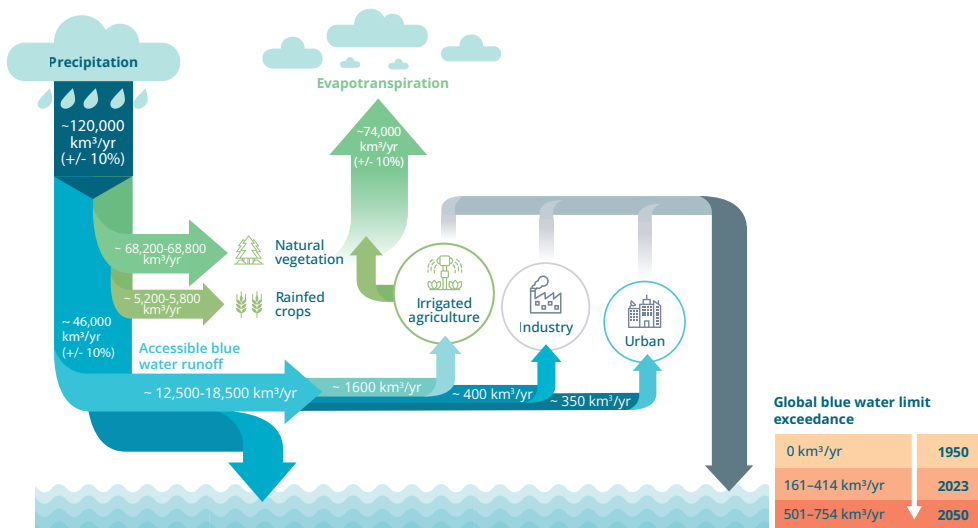 Precipitation
~120,000
km³/yr
(+/- 10%)
Evapotranspiration
~74,000
km³/yr
(+/- 10%)
~ 68,200-68,800
km³/yr
Natural
vegetation
~ 5,200-5,800
km³/yr
Rainfed
crops
~ 46,000
km³/yr
(+/- 10%)
Accessible blue
water runoff
~ 12,500-18,500 km³/yr
~ 1600 km³/yr
~ 400 km³/yr
~ 350 km³/yr
Irrigated
agriculture
Industry
Urban
Global blue water limit
exceedance
0 km³/yr 1950
161–414 km³/yr 2023
501–754 km³/yr 2050